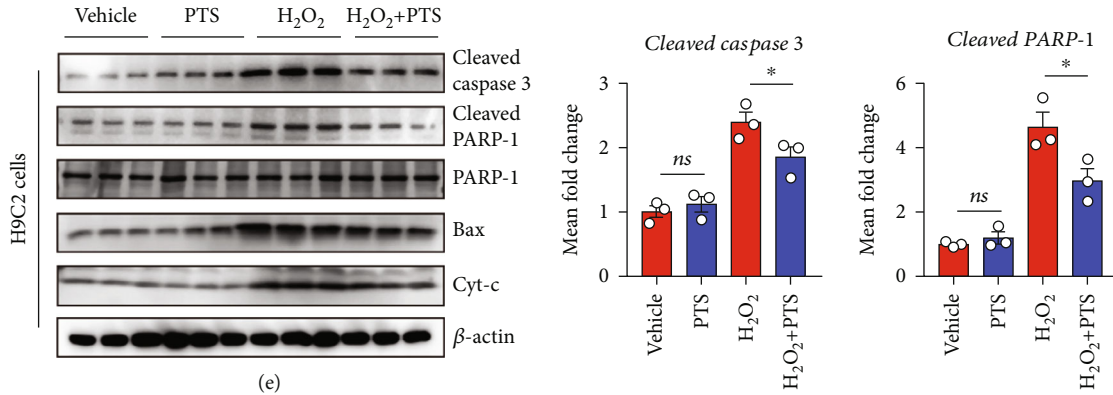 Vehicle PTS H₂O₂ H₂O₂+PTS
H9C2 cells
Cleaved
caspase 3
Cleaved
PARP-1
PARP-1
Bax
Cyt-c
β-actin
(e)
Cleaved caspase 3
Mean fold change
3
2
1
0
ns
*
Vehicle
PTS
H₂O₂
H₂O₂+PTS
Cleaved PARP-1
Mean fold change
6
4
2
0
ns
*
Vehicle
PTS
H₂O₂
H₂O₂+PTS